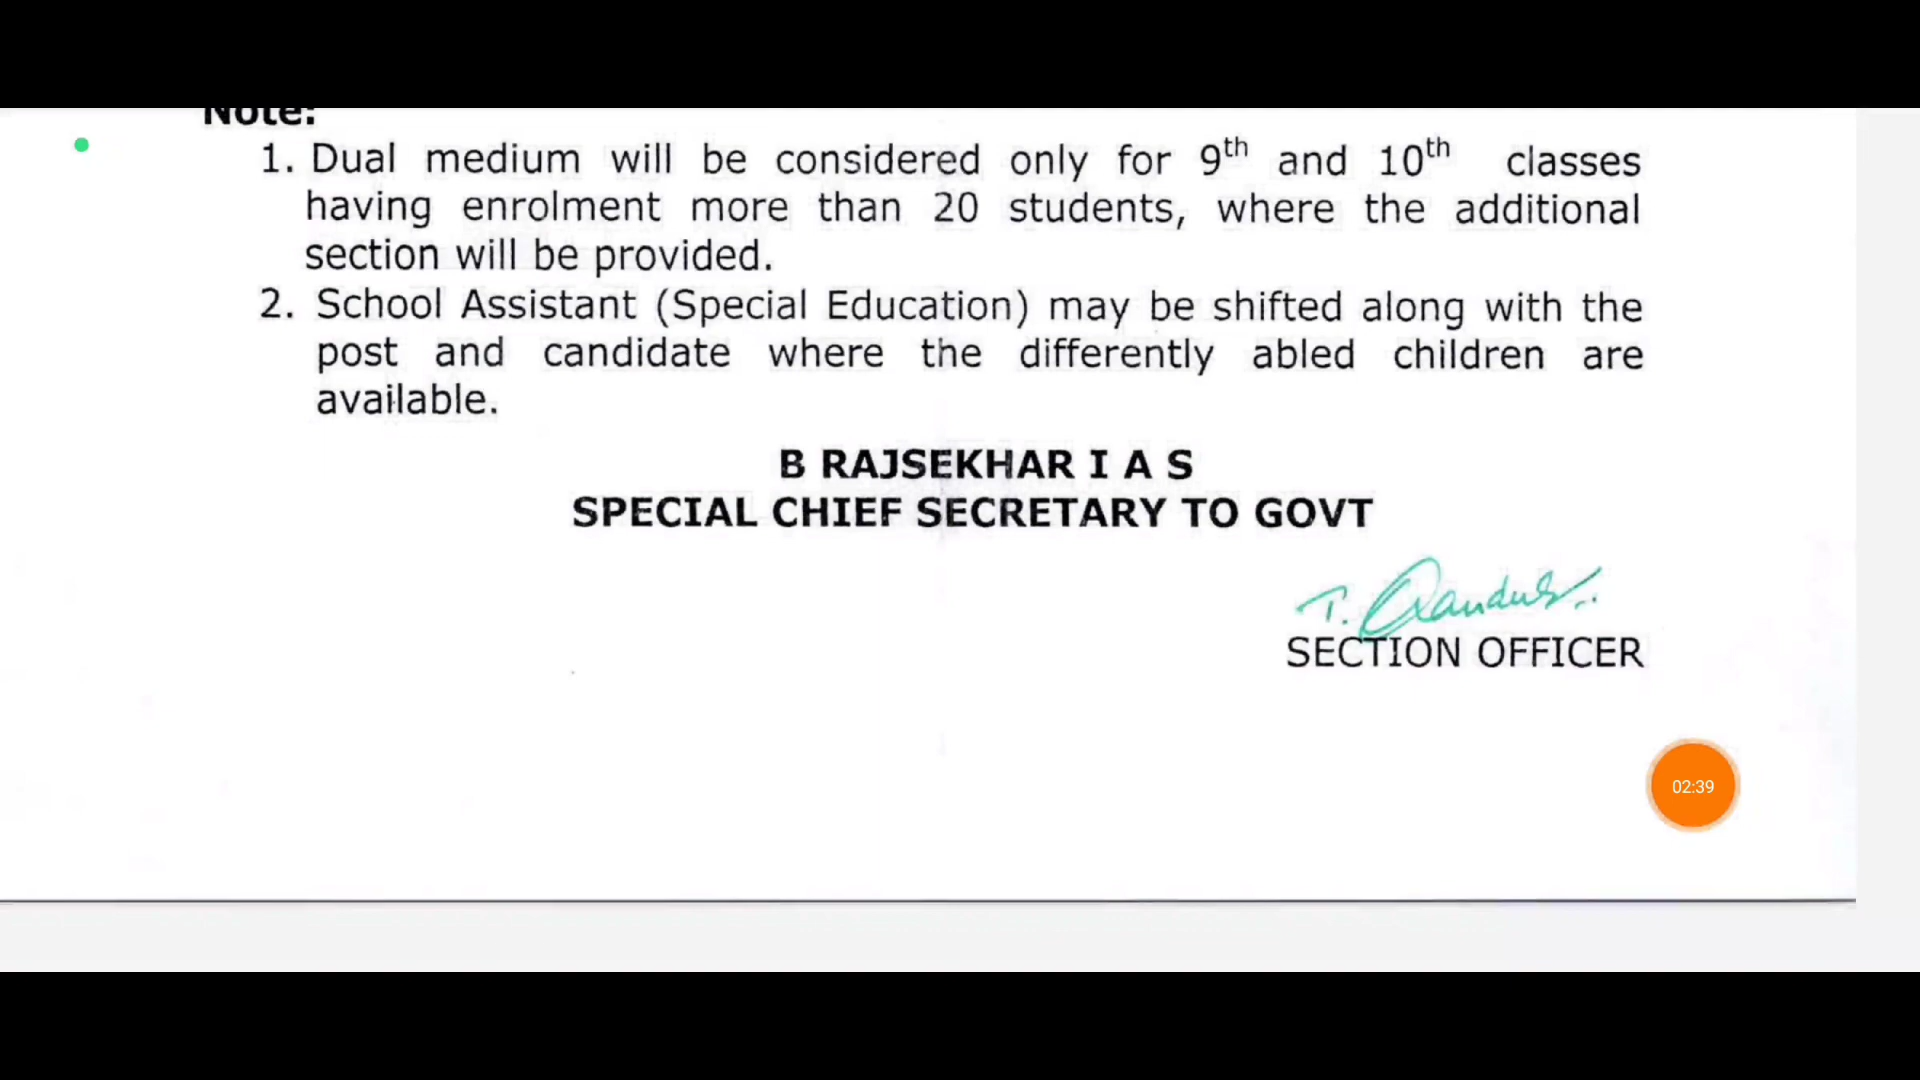 Note:
1. Dual medium will be considered only for 9th and 10th classes
having enrolment more than 20 students, where the additional
section will be provided.
2. School Assistant (Special Education) may be shifted along with the
post and candidate where the differently abled children are
available.
B RAJSEKHAR I A S
SPECIAL CHIEF SECRETARY TO GOVT
T.
SECTION OFFICER
02:39